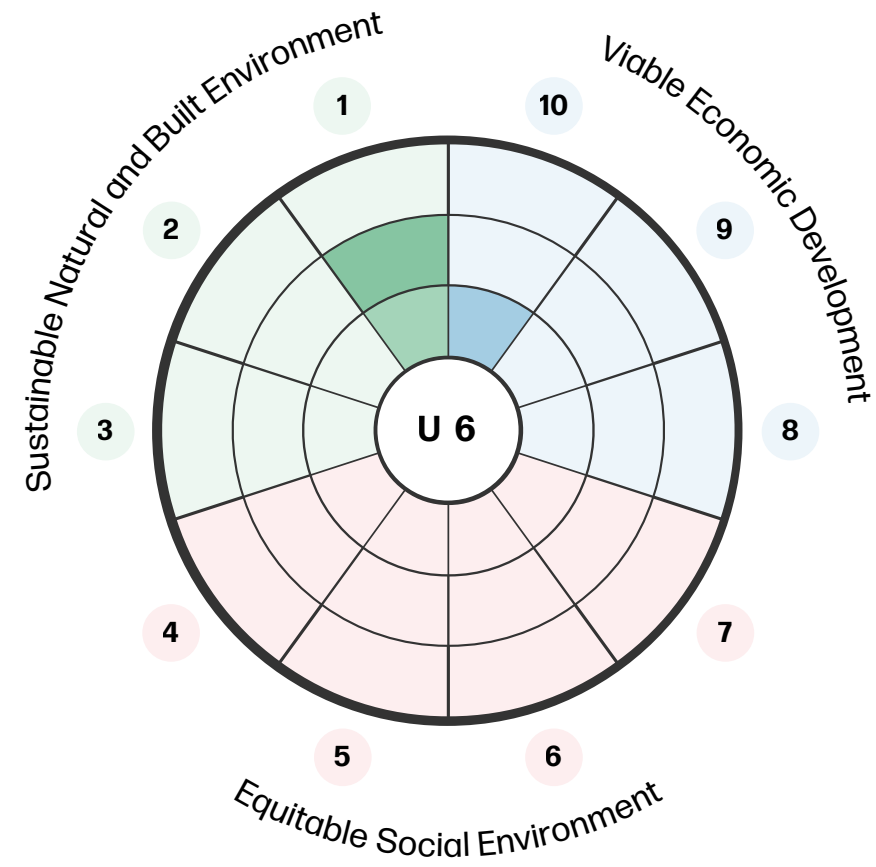 Sustainable Natural and Built Environment
Viable Economic Development
1
10
2
9
U 6
3
8
4
7
5
6
Equitable Social Environment